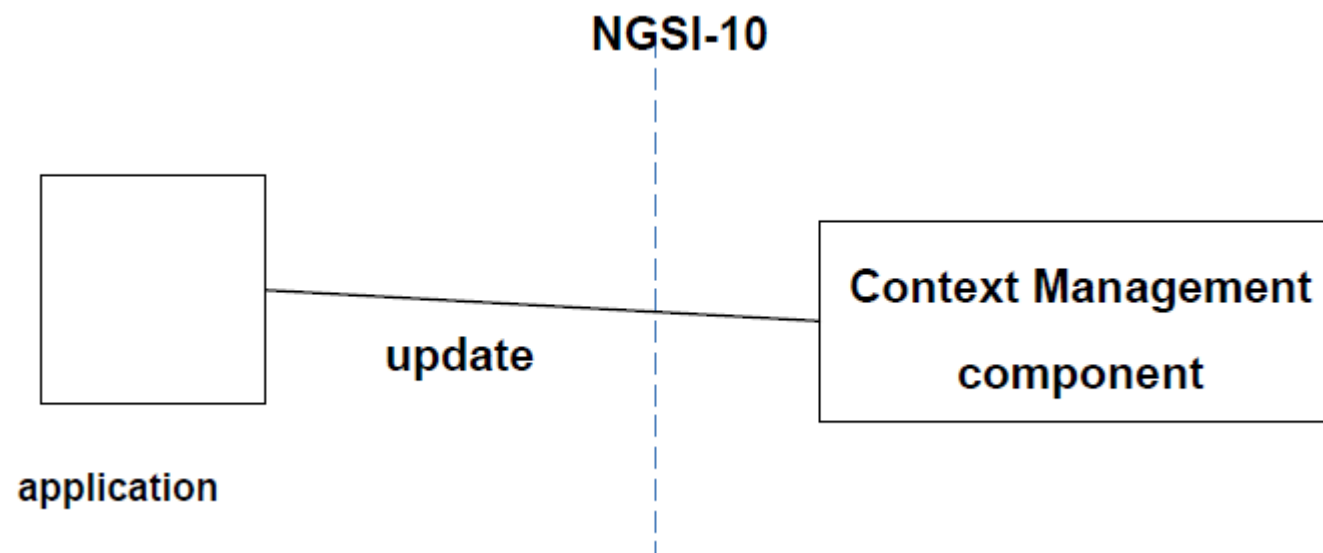 NGSI-10
Context Management
component
update
application